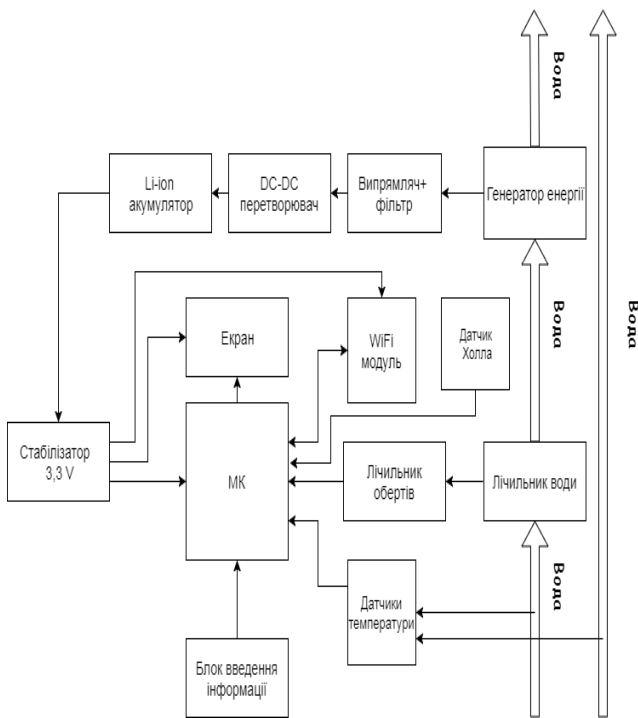 Вода
Li-ion
акумулятор
DC-DC
перетворювач
Випрямляч+
фільтр
Генератор енергії
Вода
Вода
Екран
WiFi
модуль
Датчик
Холла
Стабілізатор
3,3 V
МК
Лічильник
обертів
Лічильник води
Вода
Датчики
температури
Блок введення
інформації